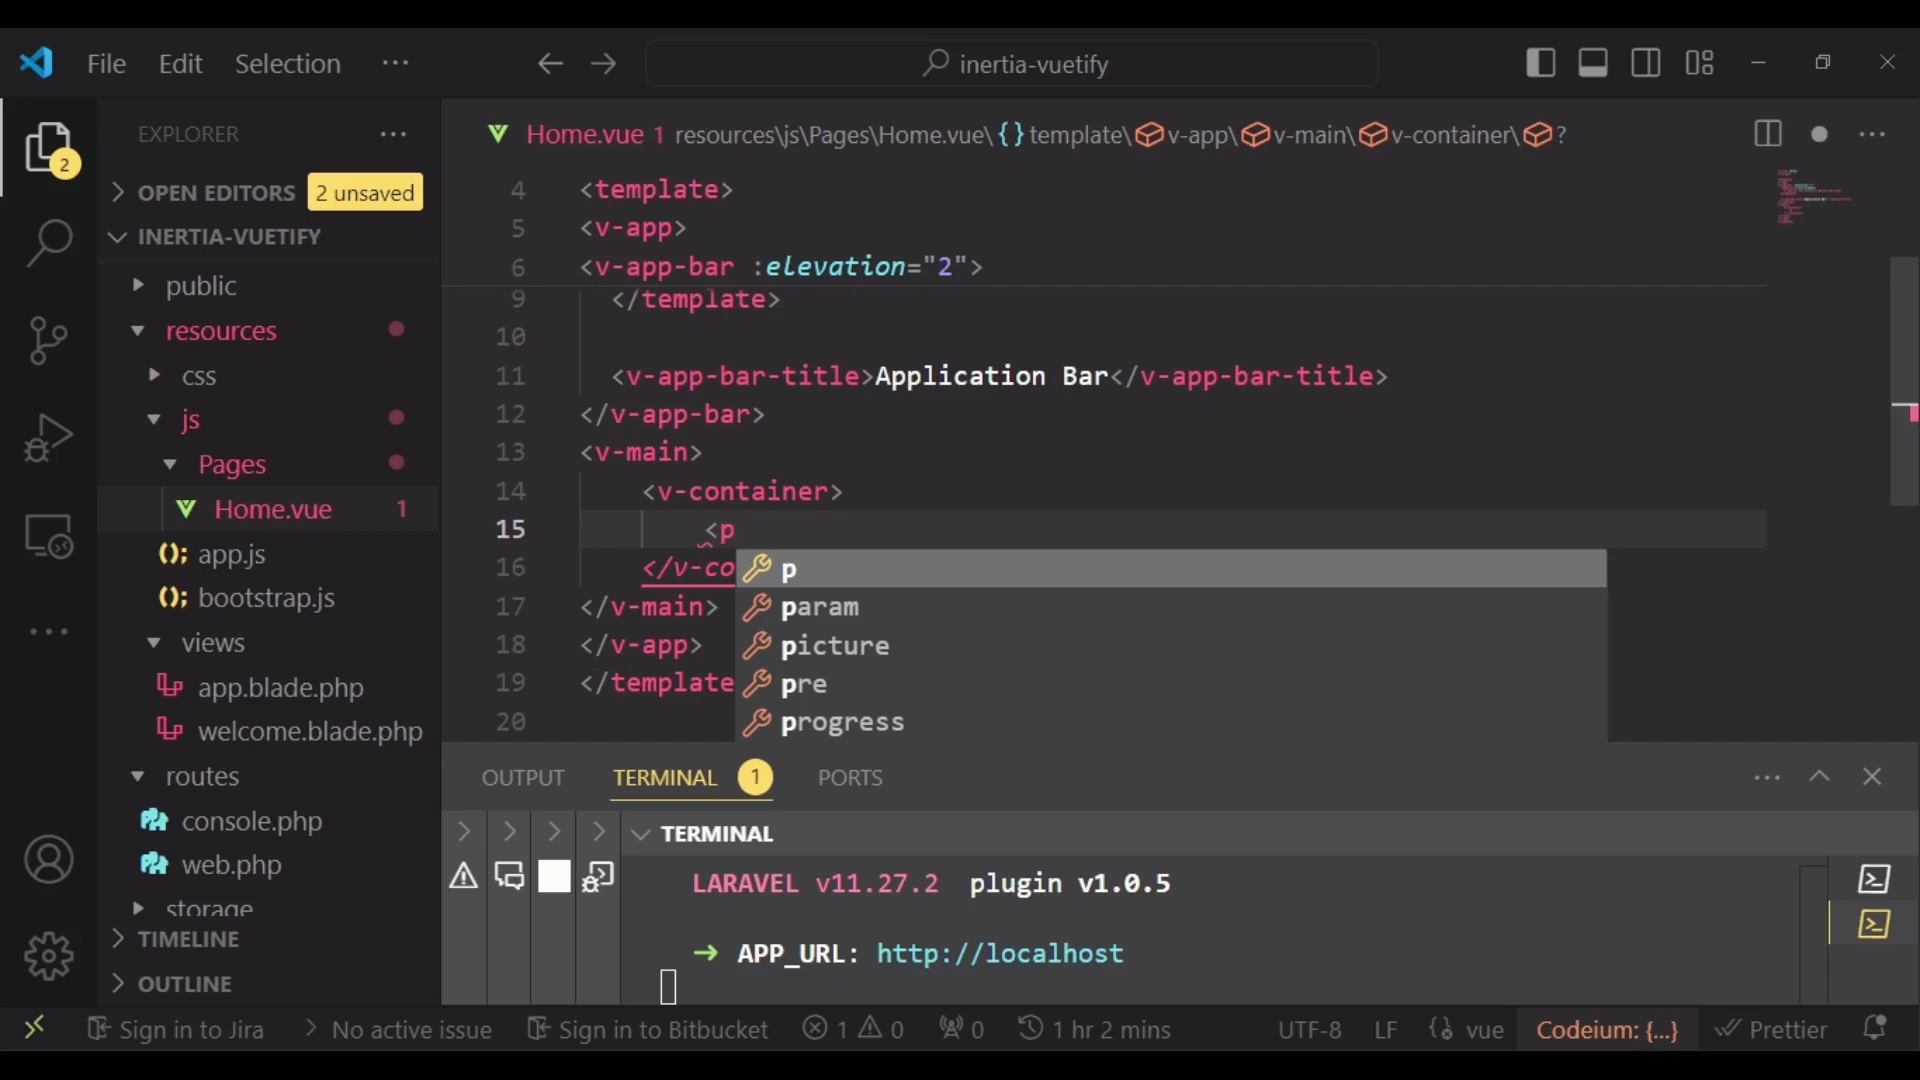 File Edit Selection ··· inertia-vuetify
EXPLORER ···
OPEN EDITORS 2 unsaved
INERTIA-VUETIFY
public
resources
css
js
Pages
Home.vue 1
app.js
bootstrap.js
views
app.blade.php
welcome.blade.php
routes
console.php
web.php
storage
TIMELINE
OUTLINE
2
Home.vue 1 resources\js\Pages\Home.vue\{}template\v-app\v-main\v-container\?
4 <template>
5 <v-app>
6 <v-app-bar :elevation="2">
9 </template>
10
11 <v-app-bar-title>Application Bar</v-app-bar-title>
12 </v-app-bar>
13 <v-main>
14 <v-container>
15 <p
16 </v-co
17 </v-main>
18 </v-app>
19 </template
20
p
param
picture
pre
progress
OUTPUT TERMINAL 1 PORTS
TERMINAL
LARAVEL v11.27.2 plugin v1.0.5
➜ APP_URL: http://localhost
Sign in to Jira No active issue Sign in to Bitbucket 1 0 0 1 hr 2 mins UTF-8 LF vue Codeium: {...} Prettier